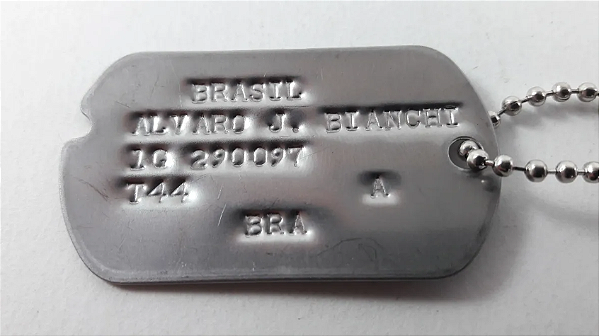 BRASIL
ALVARO J. BIANCHI
1G 290097
T44 A
BRA